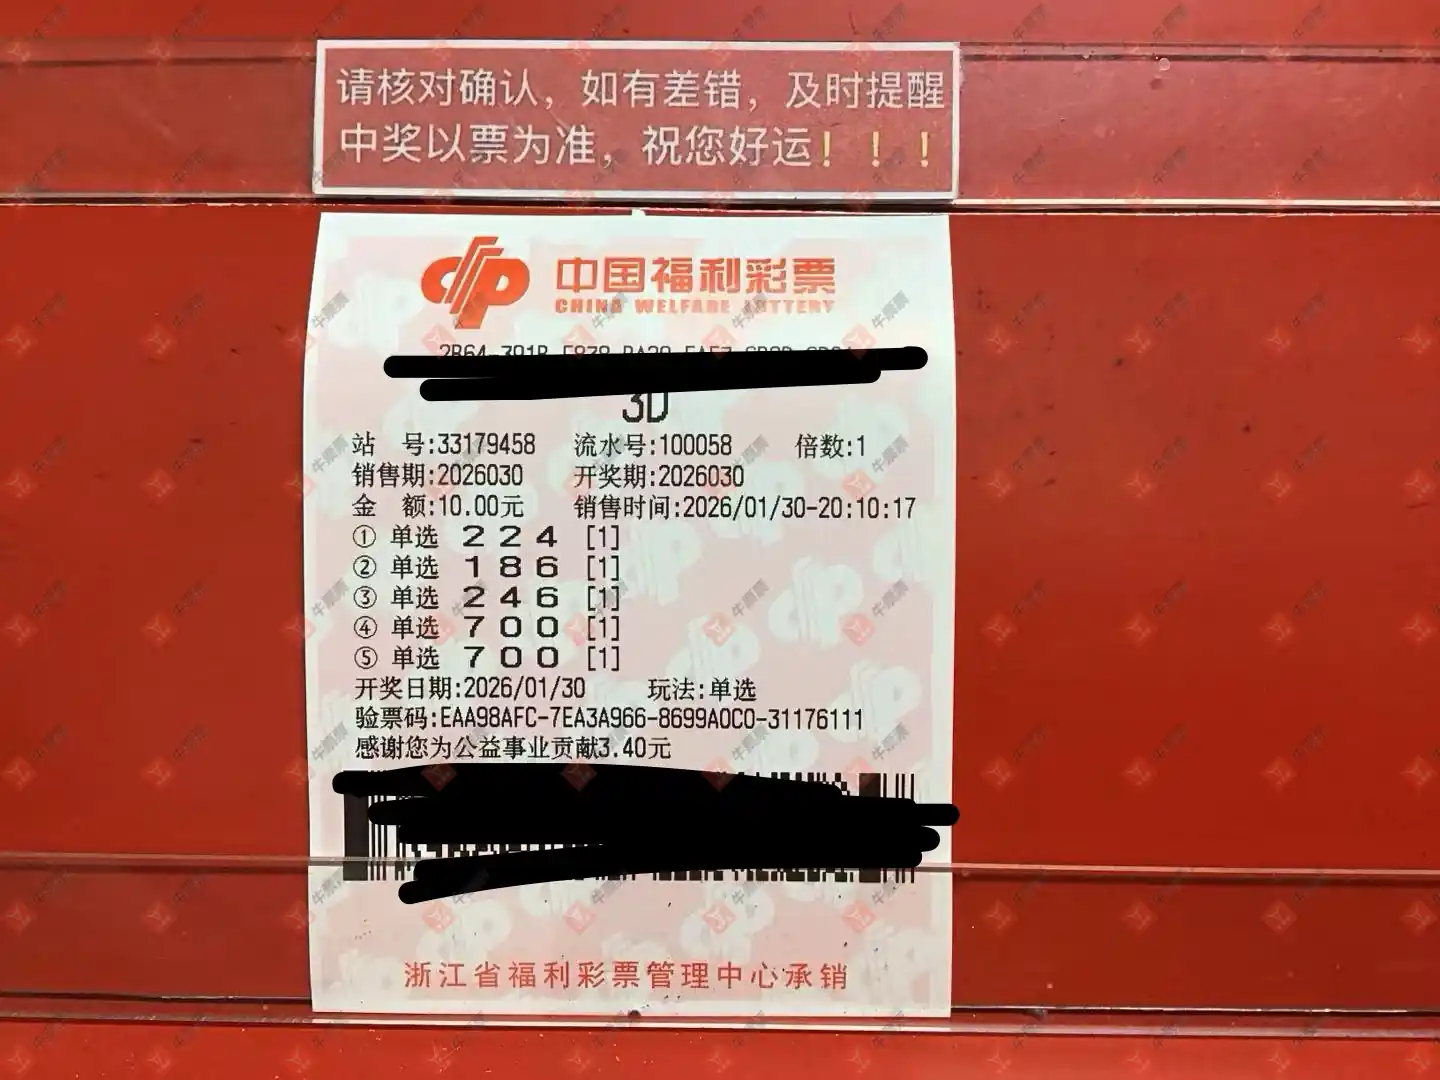 请核对确认，如有差错，及时提醒
中奖以票为准，祝您好运！！！
中国福利彩票
CHINA WELFARE LOTTERY
3D
站 号:33179458 流水号:100058 倍数:1
销售期:2026030 开奖期:2026030
金 额:10.00元 销售时间:2026/01/30-20:10:17
① 单选 2 2 4 [1]
② 单选 1 8 6 [1]
③ 单选 2 4 6 [1]
④ 单选 7 0 0 [1]
⑤ 单选 7 0 0 [1]
开奖日期:2026/01/30 玩法:单选
验票码:EAA98AFC-7EA3A966-8699A0C0-31176111
感谢您为公益事业贡献3.40元
浙江省福利彩票管理中心承销
牛票票